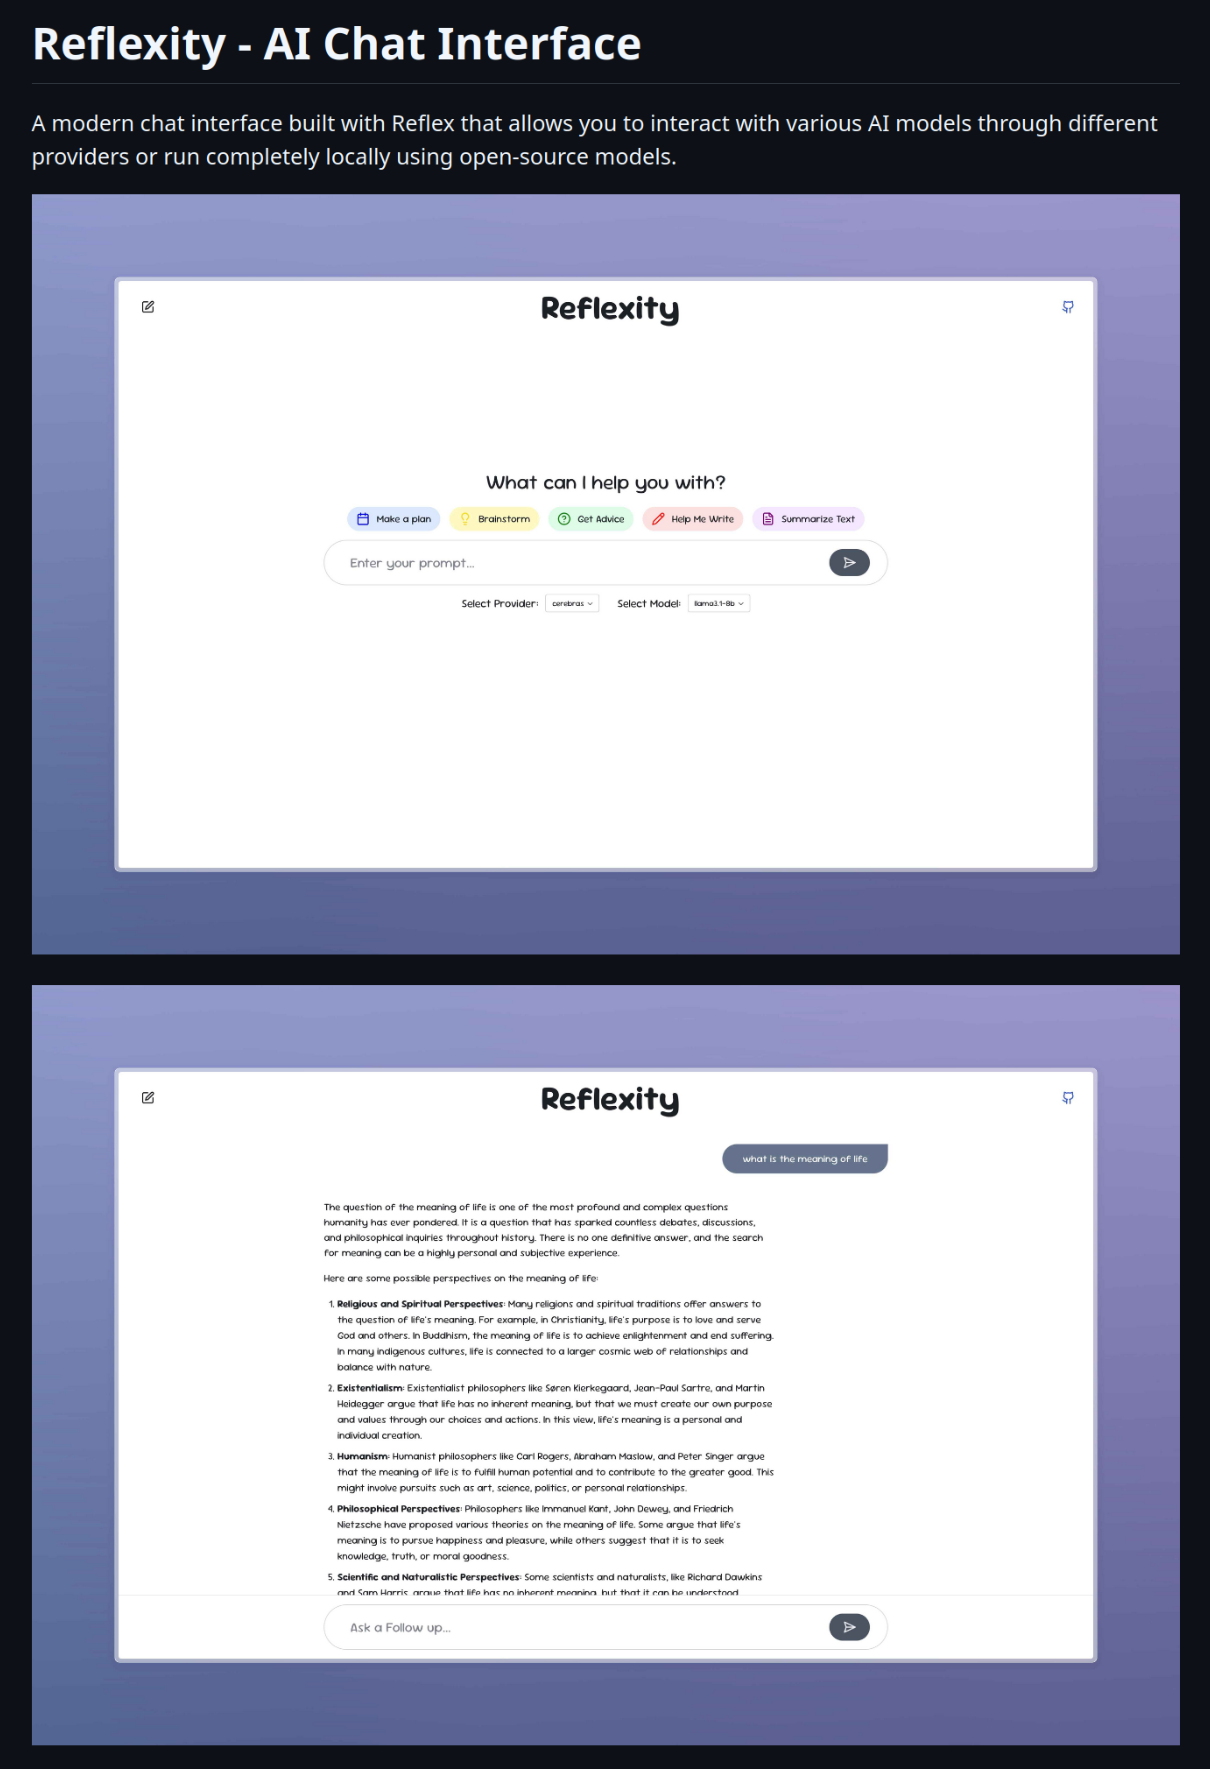 Reflexity - AI Chat Interface
A modern chat interface built with Reflex that allows you to interact with various AI models through different
providers or run completely locally using open-source models.
Reflexity
What can I help you with?
Make a plan Brainstorm Get Advice Help Me Write Summarize Text
Enter your prompt...
Select Provider: cerebras Select Model: llama3.1-8b
Reflexity
what is the meaning of life
The question of the meaning of life is one of the most profound and complex questions
humanity has ever pondered. It is a question that has sparked countless debates, discussions,
and philosophical inquiries throughout history. There is no one definitive answer, and the search
for meaning can be a highly personal and subjective experience.
Here are some possible perspectives on the meaning of life:
1. Religious and Spiritual Perspectives: Many religions and spiritual traditions offer answers to
the question of life's meaning. For example, in Christianity, life's purpose is to love and serve
God and others. In Buddhism, the meaning of life is to achieve enlightenment and end suffering.
In many indigenous cultures, life is connected to a larger cosmic web of relationships and
balance with nature.
2. Existentialism: Existentialist philosophers like Søren Kierkegaard, Jean-Paul Sartre, and Martin
Heidegger argue that life has no inherent meaning, but that we must create our own purpose
and values through our choices and actions. In this view, life's meaning is a personal and
individual creation.
3. Humanism: Humanist philosophers like Carl Rogers, Abraham Maslow, and Peter Singer argue
that the meaning of life is to fulfill human potential and to contribute to the greater good. This
might involve pursuits such as art, science, politics, or personal relationships.
4. Philosophical Perspectives: Philosophers like Immanuel Kant, John Dewey, and Friedrich
Nietzsche have proposed various theories on the meaning of life. Some argue that life's
meaning is to pursue happiness and pleasure, while others suggest that it is to seek
knowledge, truth, or moral goodness.
5. Scientific and Naturalistic Perspectives: Some scientists and naturalists, like Richard Dawkins
and Sam Harris, argue that life has no inherent meaning, but that it can be understood
Ask a Follow up...